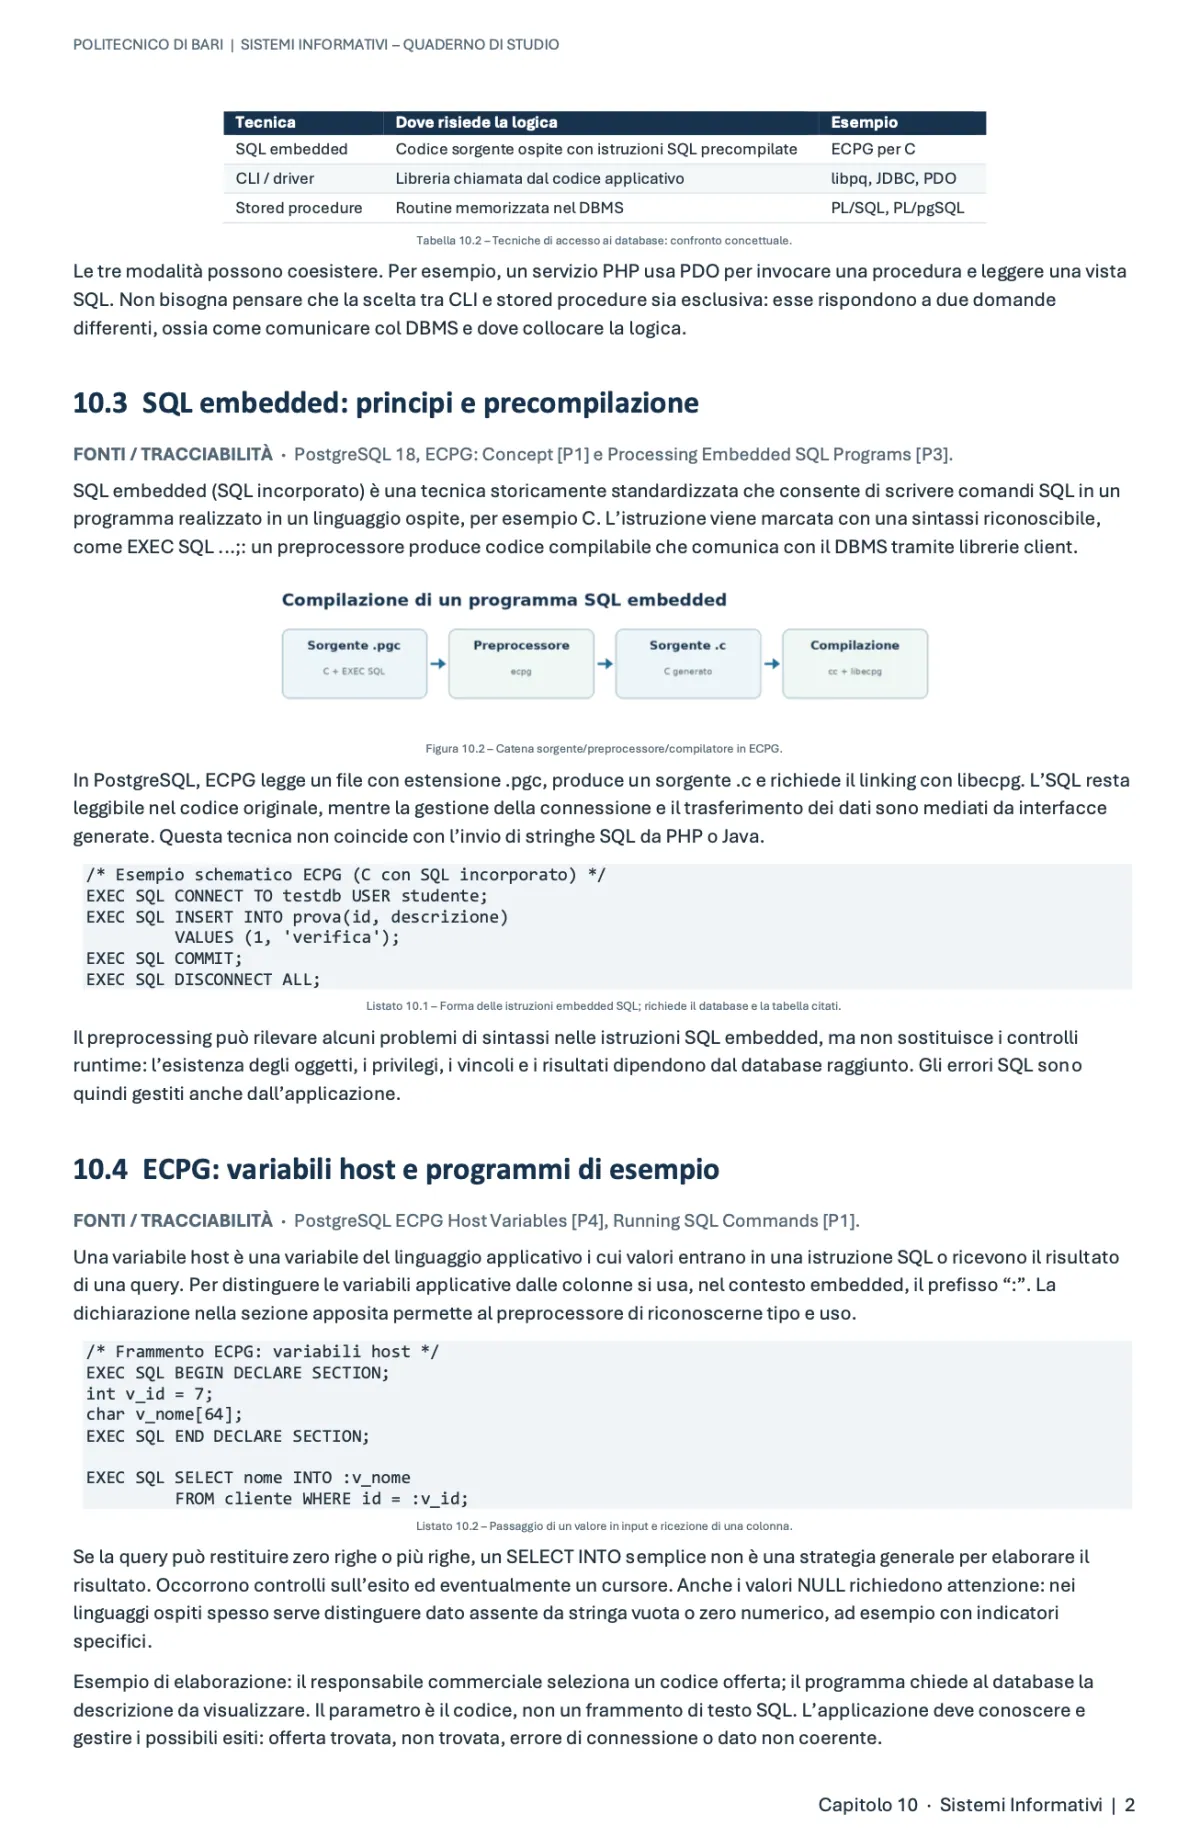 POLITECNICO DI BARI | SISTEMI INFORMATIVI – QUADERNO DI STUDIO
Tecnica Dove risiede la logica Esempio
SQL embedded Codice sorgente ospite con istruzioni SQL precompilate ECPG per C
CLI / driver Libreria chiamata dal codice applicativo libpq, JDBC, PDO
Stored procedure Routine memorizzata nel DBMS PL/SQL, PL/pgSQL
Tabella 10.2 – Tecniche di accesso ai database: confronto concettuale.
Le tre modalità possono coesistere. Per esempio, un servizio PHP usa PDO per invocare una procedura e leggere una vista
SQL. Non bisogna pensare che la scelta tra CLI e stored procedure sia esclusiva: esse rispondono a due domande
differenti, ossia come comunicare col DBMS e dove collocare la logica.
10.3 SQL embedded: principi e precompilazione
FONTI / TRACCIABILITÀ · PostgreSQL 18, ECPG: Concept [P1] e Processing Embedded SQL Programs [P3].
SQL embedded (SQL incorporato) è una tecnica storicamente standardizzata che consente di scrivere comandi SQL in un
programma realizzato in un linguaggio ospite, per esempio C. L’istruzione viene marcata con una sintassi riconoscibile,
come EXEC SQL ...;: un preprocessore produce codice compilabile che comunica con il DBMS tramite librerie client.
Compilazione di un programma SQL embedded
Sorgente .pgc Preprocessore Sorgente .c Compilazione
C + EXEC SQL ecpg C generato cc + libecpg
Figura 10.2 – Catena sorgente/preprocessore/compilatore in ECPG.
In PostgreSQL, ECPG legge un file con estensione .pgc, produce un sorgente .c e richiede il linking con libecpg. L’SQL resta
leggibile nel codice originale, mentre la gestione della connessione e il trasferimento dei dati sono mediati da interfacce
generate. Questa tecnica non coincide con l’invio di stringhe SQL da PHP o Java.
/* Esempio schematico ECPG (C con SQL incorporato) */
EXEC SQL CONNECT TO testdb USER studente;
EXEC SQL INSERT INTO prova(id, descrizione)
VALUES (1, 'verifica');
EXEC SQL COMMIT;
EXEC SQL DISCONNECT ALL;
Listato 10.1 – Forma delle istruzioni embedded SQL; richiede il database e la tabella citati.
Il preprocessing può rilevare alcuni problemi di sintassi nelle istruzioni SQL embedded, ma non sostituisce i controlli
runtime: l’esistenza degli oggetti, i privilegi, i vincoli e i risultati dipendono dal database raggiunto. Gli errori SQL sono
quindi gestiti anche dall’applicazione.
10.4 ECPG: variabili host e programmi di esempio
FONTI / TRACCIABILITÀ · PostgreSQL ECPG Host Variables [P4], Running SQL Commands [P1].
Una variabile host è una variabile del linguaggio applicativo i cui valori entrano in una istruzione SQL o ricevono il risultato
di una query. Per distinguere le variabili applicative dalle colonne si usa, nel contesto embedded, il prefisso “:”. La
dichiarazione nella sezione apposita permette al preprocessore di riconoscerne tipo e uso.
/* Frammento ECPG: variabili host */
EXEC SQL BEGIN DECLARE SECTION;
int v_id = 7;
char v_nome[64];
EXEC SQL END DECLARE SECTION;
EXEC SQL SELECT nome INTO :v_nome
FROM cliente WHERE id = :v_id;
Listato 10.2 – Passaggio di un valore in input e ricezione di una colonna.
Se la query può restituire zero righe o più righe, un SELECT INTO semplice non è una strategia generale per elaborare il
risultato. Occorrono controlli sull’esito ed eventualmente un cursore. Anche i valori NULL richiedono attenzione: nei
linguaggi ospiti spesso serve distinguere dato assente da stringa vuota o zero numerico, ad esempio con indicatori
specifici.
Esempio di elaborazione: il responsabile commerciale seleziona un codice offerta; il programma chiede al database la
descrizione da visualizzare. Il parametro è il codice, non un frammento di testo SQL. L’applicazione deve conoscere e
gestire i possibili esiti: offerta trovata, non trovata, errore di connessione o dato non coerente.
Capitolo 10 · Sistemi Informativi | 2